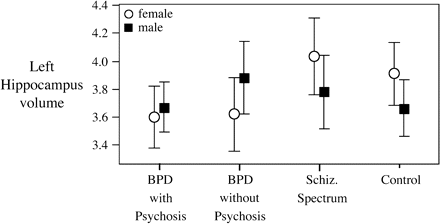 4.4
female
male
4.2
4.0
3.8
3.6
3.4
Left
Hippocampus
volume
BPD
with
Psychosis
BPD
without
Psychosis
Schiz.
Spectrum
Control